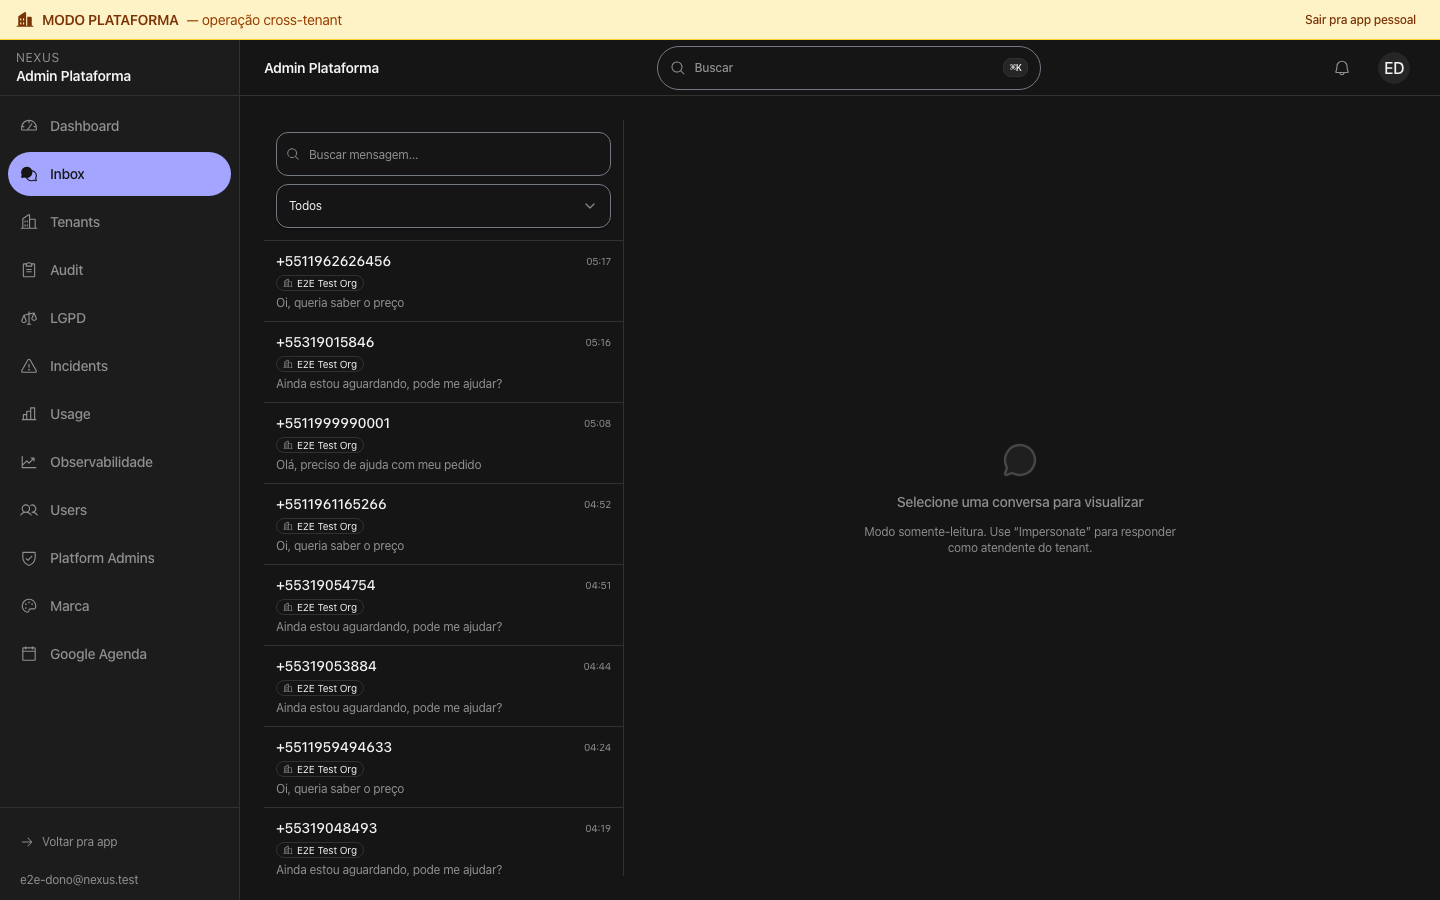 MODO PLATAFORMA — operação cross-tenant
Sair pra app pessoal
NEXUS
Admin Plataforma
Admin Plataforma
Buscar
⌘K
ED
Dashboard
Inbox
Tenants
Audit
LGPD
Incidents
Usage
Observabilidade
Users
Platform Admins
Marca
Google Agenda
Voltar pra app
e2e-dono@nexus.test
Buscar mensagem...
Todos
+5511962626456 05:17
E2E Test Org
Oi, queria saber o preço
+55319015846 05:16
E2E Test Org
Ainda estou aguardando, pode me ajudar?
+5511999990001 05:08
E2E Test Org
Olá, preciso de ajuda com meu pedido
+5511961165266 04:52
E2E Test Org
Oi, queria saber o preço
+55319054754 04:51
E2E Test Org
Ainda estou aguardando, pode me ajudar?
+55319053884 04:44
E2E Test Org
Ainda estou aguardando, pode me ajudar?
+5511959494633 04:24
E2E Test Org
Oi, queria saber o preço
+55319048493 04:19
E2E Test Org
Ainda estou aguardando, pode me ajudar?
Selecione uma conversa para visualizar
Modo somente-leitura. Use “Impersonate” para responder
como atendente do tenant.